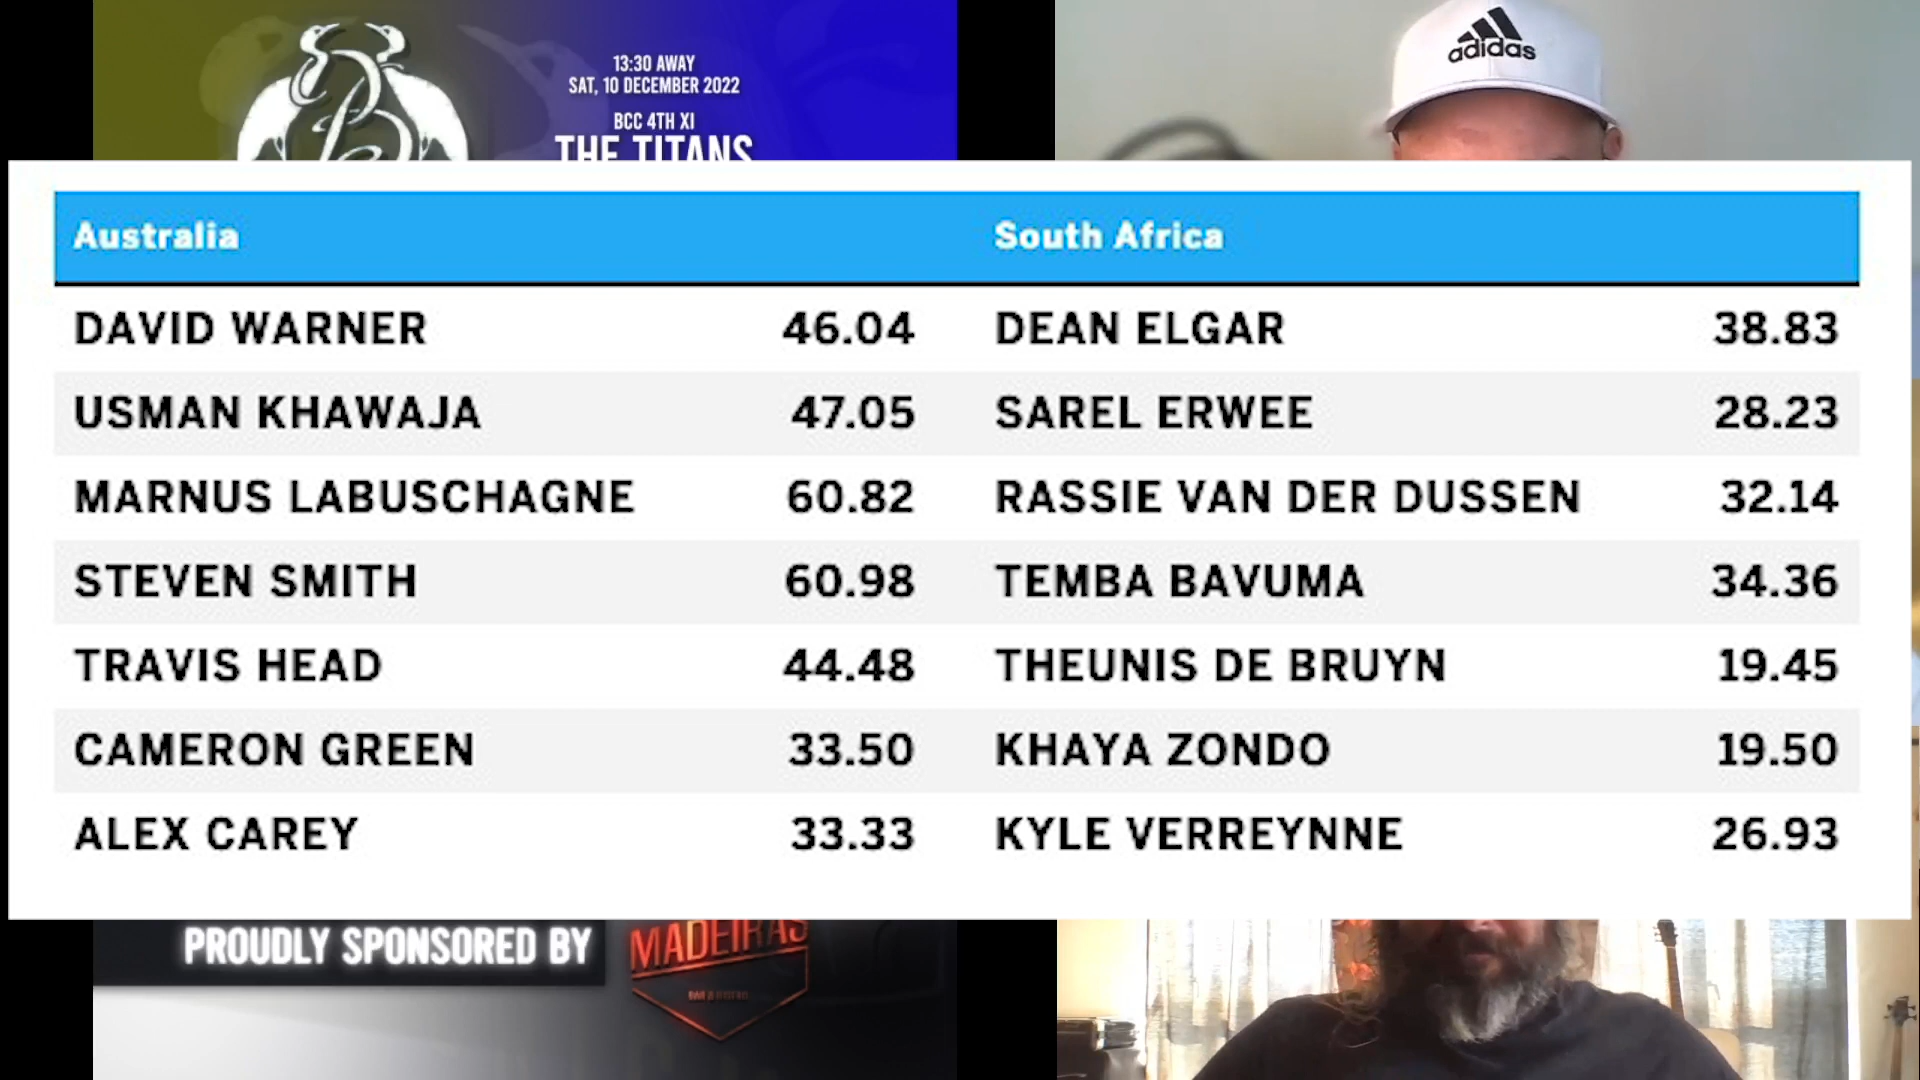 13:30 AWAY
SAT, 10 DECEMBER 2022
BCC 4TH XI
THE TITANS
adidas
Australia South Africa
DAVID WARNER 46.04 DEAN ELGAR 38.83
USMAN KHAWAJA 47.05 SAREL ERWEE 28.23
MARNUS LABUSCHAGNE 60.82 RASSIE VAN DER DUSSEN 32.14
STEVEN SMITH 60.98 TEMBA BAVUMA 34.36
TRAVIS HEAD 44.48 THEUNIS DE BRUYN 19.45
CAMERON GREEN 33.50 KHAYA ZONDO 19.50
ALEX CAREY 33.33 KYLE VERREYNNE 26.93
PROUDLY SPONSORED BY
MADEIRAS